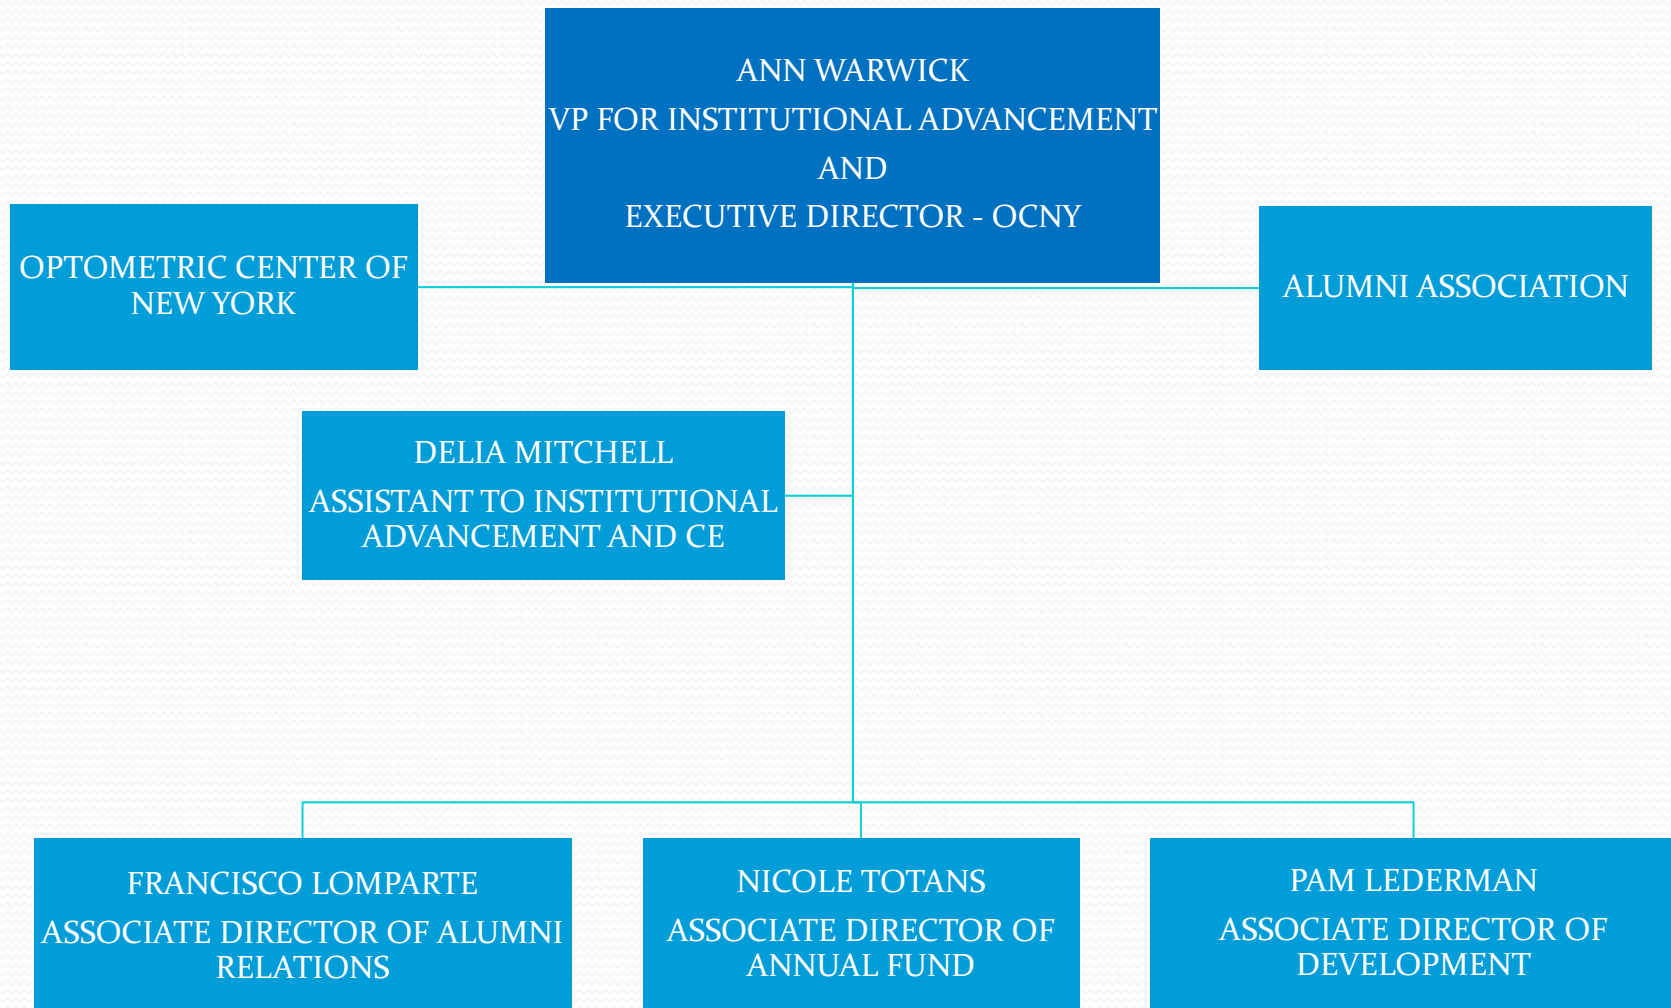 ANN WARWICK
VP FOR INSTITUTIONAL ADVANCEMENT
AND
EXECUTIVE DIRECTOR - OCNY
OPTOMETRIC CENTER OF
NEW YORK
ALUMNI ASSOCIATION
DELIA MITCHELL
ASSISTANT TO INSTITUTIONAL
ADVANCEMENT AND CE
FRANCISCO LOMPARTE
ASSOCIATE DIRECTOR OF ALUMNI
RELATIONS
NICOLE TOTANS
ASSOCIATE DIRECTOR OF
ANNUAL FUND
PAM LEDERMAN
ASSOCIATE DIRECTOR OF
DEVELOPMENT